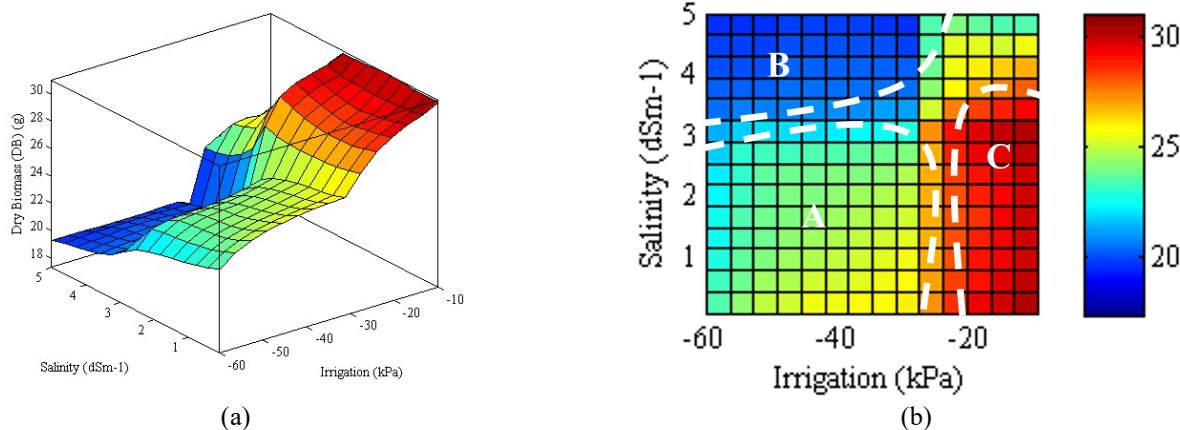 Dry Biomass (DB) (g)
30
28
26
24
22
20
18
5
4
3
2
1
-60
-50
-40
-30
-20
-10
Salinity (dSm-1)
Irrigation (kPa)
(a)
Salinity (dSm-1)
5
4
3
2
1
B
C
A
-60
-40
-20
Irrigation (kPa)
30
25
20
(b)